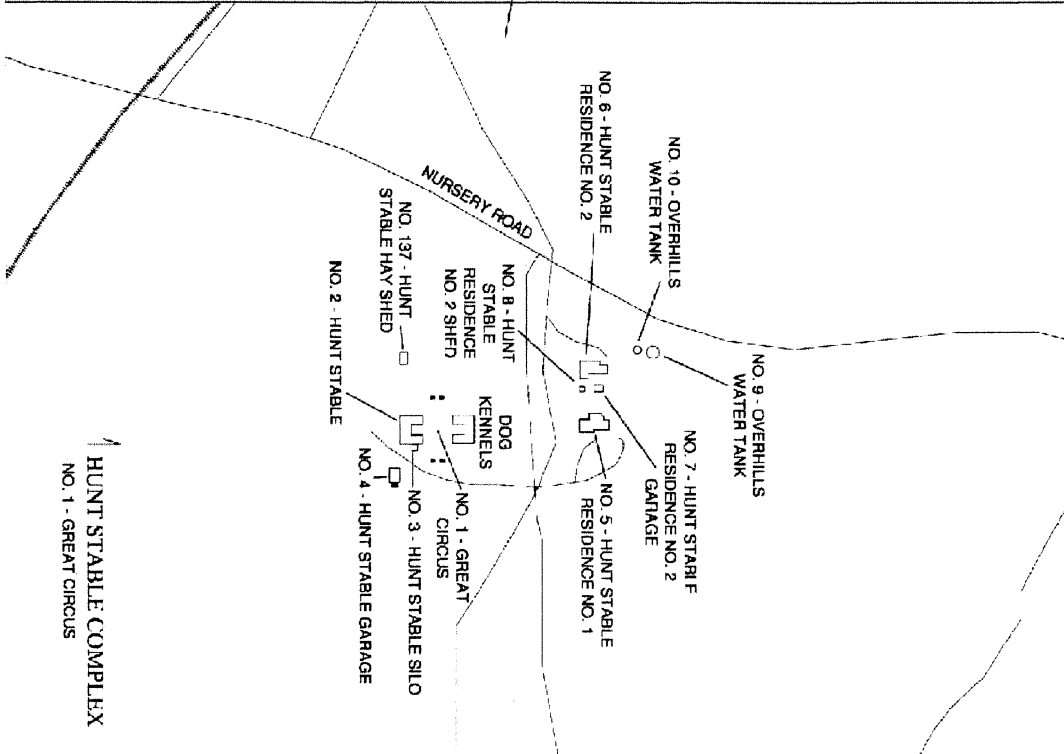 NO. 9 - OVERHILLS
WATER TANK
NO. 10 - OVERHILLS
WATER TANK
NO. 7 - HUNT STABLE
RESIDENCE NO. 2
GARAGE
NO. 6 - HUNT STABLE
RESIDENCE NO. 2
NO. 5 - HUNT STABLE
RESIDENCE NO. 1
NURSERY ROAD
NO. 8 - HUNT
STABLE
RESIDENCE
NO. 2 SHED
DOG
KENNELS
NO. 1 - GREAT
CIRCUS
NO. 137 - HUNT
STABLE HAY SHED
NO. 3 - HUNT STABLE SILO
NO. 2 - HUNT STABLE
NO. 4 - HUNT STABLE GARAGE
HUNT STABLE COMPLEX
NO. 1 - GREAT CIRCUS